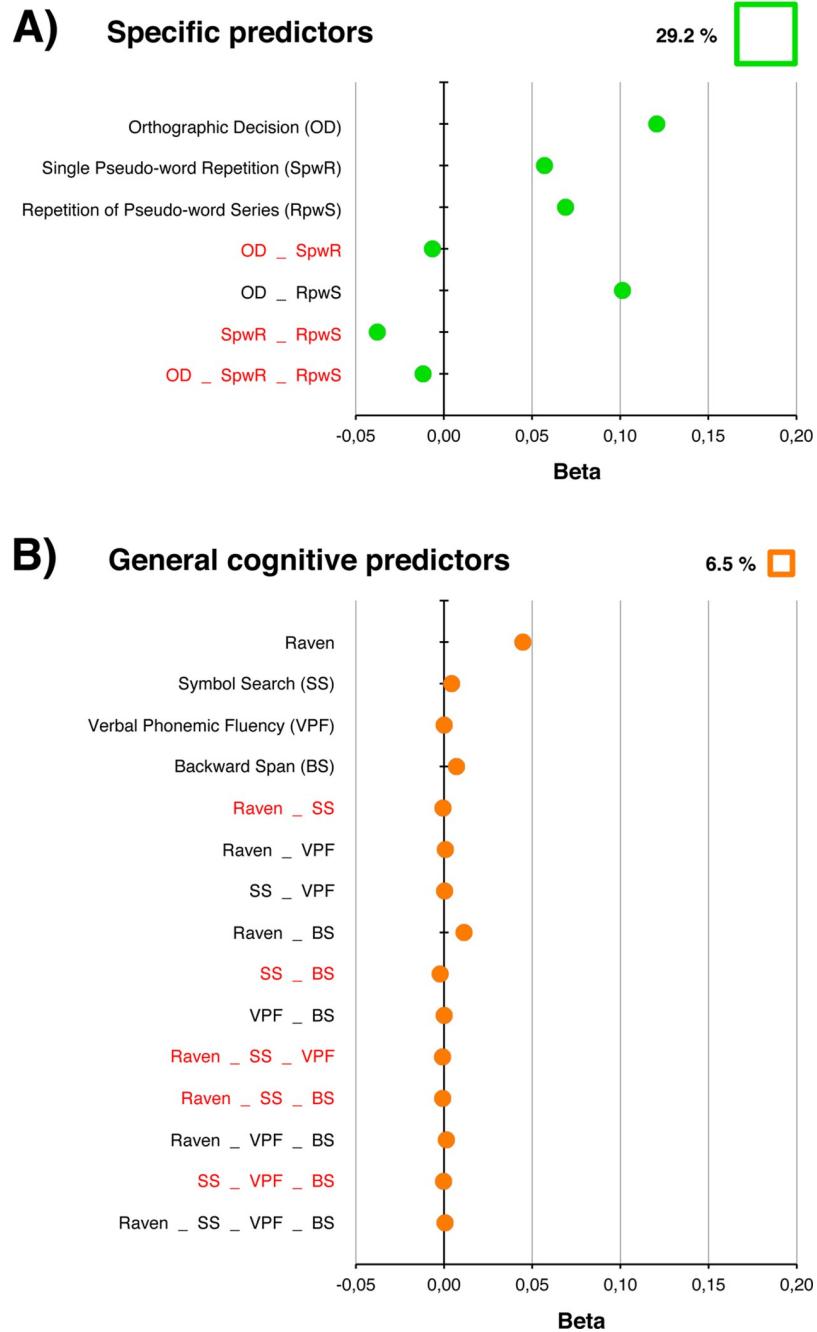 A) Specific predictors 29.2 %
Orthographic Decision (OD)
Single Pseudo-word Repetition (SpwR)
Repetition of Pseudo-word Series (RpwS)
OD _ SpwR
OD _ RpwS
SpwR _ RpwS
OD _ SpwR _ RpwS
-0,05 0,00 0,05 0,10 0,15 0,20
Beta
B) General cognitive predictors 6.5 %
Raven
Symbol Search (SS)
Verbal Phonemic Fluency (VPF)
Backward Span (BS)
Raven _ SS
Raven _ VPF
SS _ VPF
Raven _ BS
SS _ BS
VPF _ BS
Raven _ SS _ VPF
Raven _ SS _ BS
Raven _ VPF _ BS
SS _ VPF _ BS
Raven _ SS _ VPF _ BS
-0,05 0,00 0,05 0,10 0,15 0,20
Beta